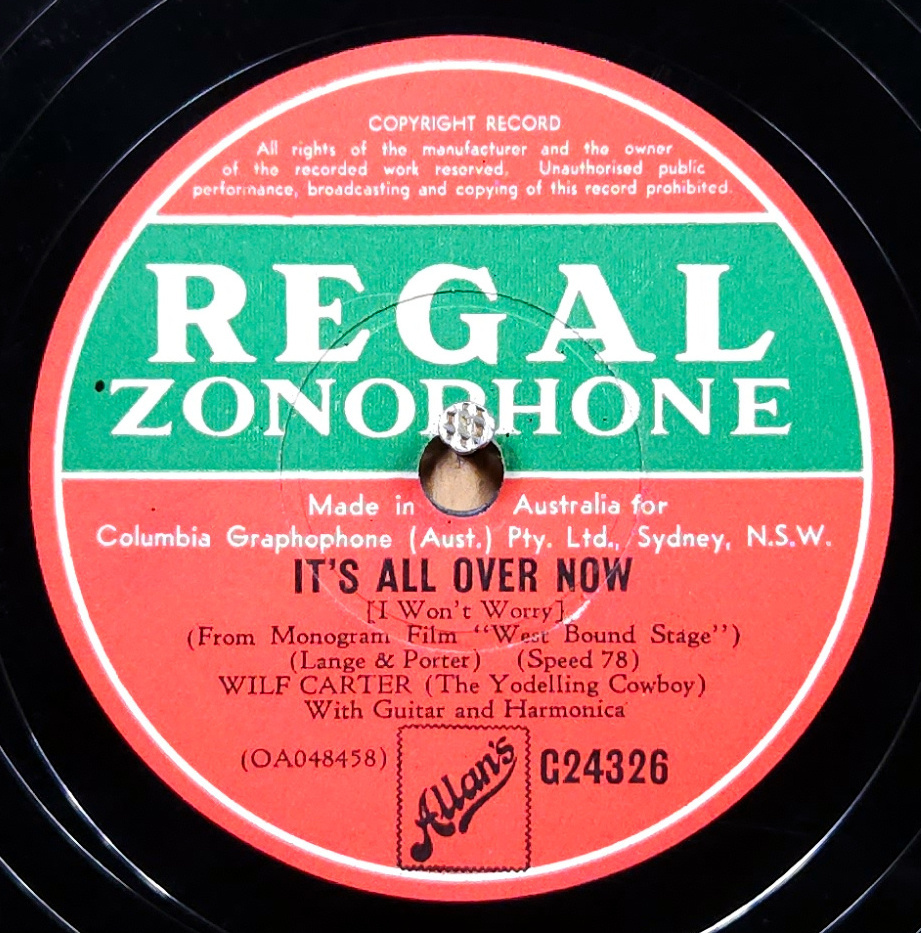 COPYRIGHT RECORD
All rights of the manufacturer and the owner
of the recorded work reserved. Unauthorised public
performance, broadcasting and copying of this record prohibited.
REGAL
ZONOPHONE
Made in Australia for
Columbia Graphophone (Aust.) Pty. Ltd., Sydney, N.S.W.
IT'S ALL OVER NOW
[I Won't Worry]
(From Monogram Film "West Bound Stage")
(Lange & Porter) (Speed 78)
WILF CARTER (The Yodelling Cowboy)
With Guitar and Harmonica
(OA048458) Allan's G24326